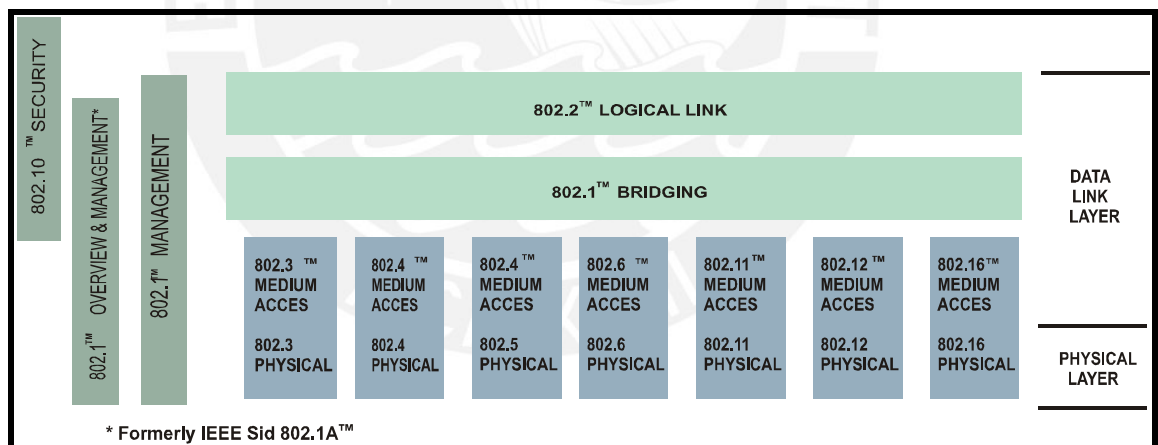 802.10 ™ SECURITY
802.1™ OVERVIEW & MANAGEMENT*
802.1™ MANAGEMENT
802.2™ LOGICAL LINK
802.1™ BRIDGING
802.3 ™
MEDIUM
ACCES
802.3
PHYSICAL
802.4 ™
MEDIUM
ACCES
802.4
PHYSICAL
802.4 ™
MEDIUM
ACCES
802.5
PHYSICAL
802.6 ™
MEDIUM
ACCES
802.6
PHYSICAL
802.11™
MEDIUM
ACCES
802.11
PHYSICAL
802.12™
MEDIUM
ACCES
802.12
PHYSICAL
802.16™
MEDIUM
ACCES
802.16
PHYSICAL
DATA
LINK
LAYER
PHYSICAL
LAYER
* Formerly IEEE Sid 802.1A™